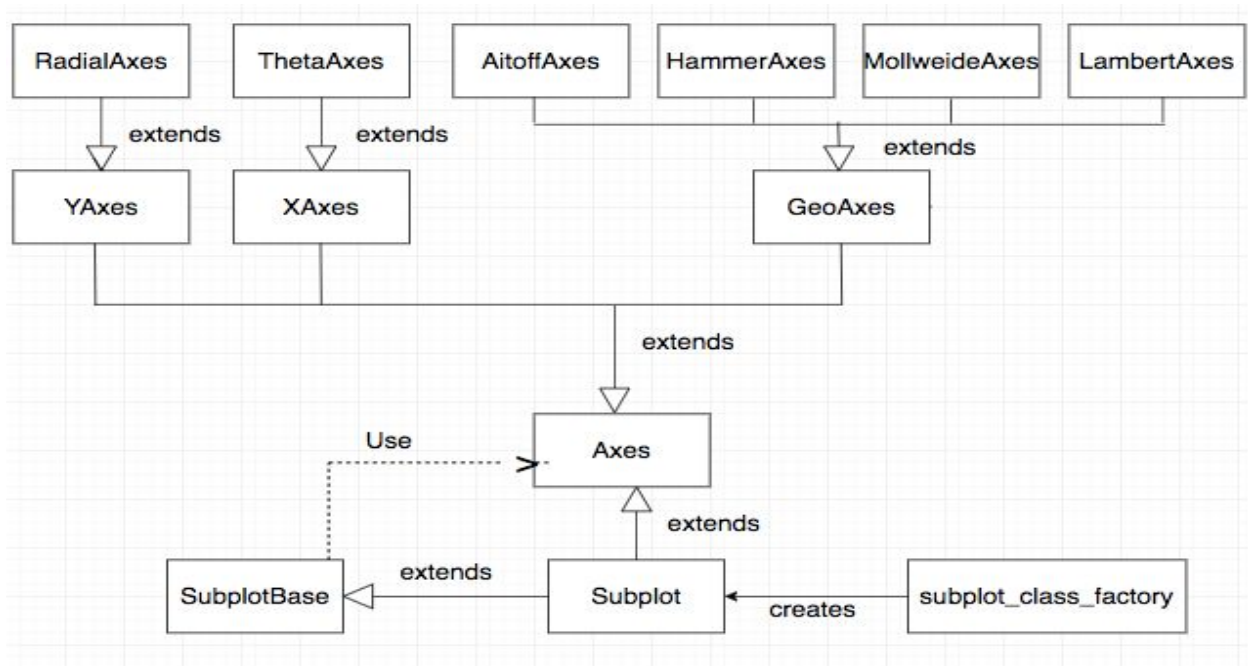 RadialAxes
ThetaAxes
AitoffAxes
HammerAxes
MollweideAxes
LambertAxes
extends
extends
extends
YAxes
XAxes
GeoAxes
extends
Use
Axes
extends
extends
SubplotBase
Subplot
subplot_class_factory
creates